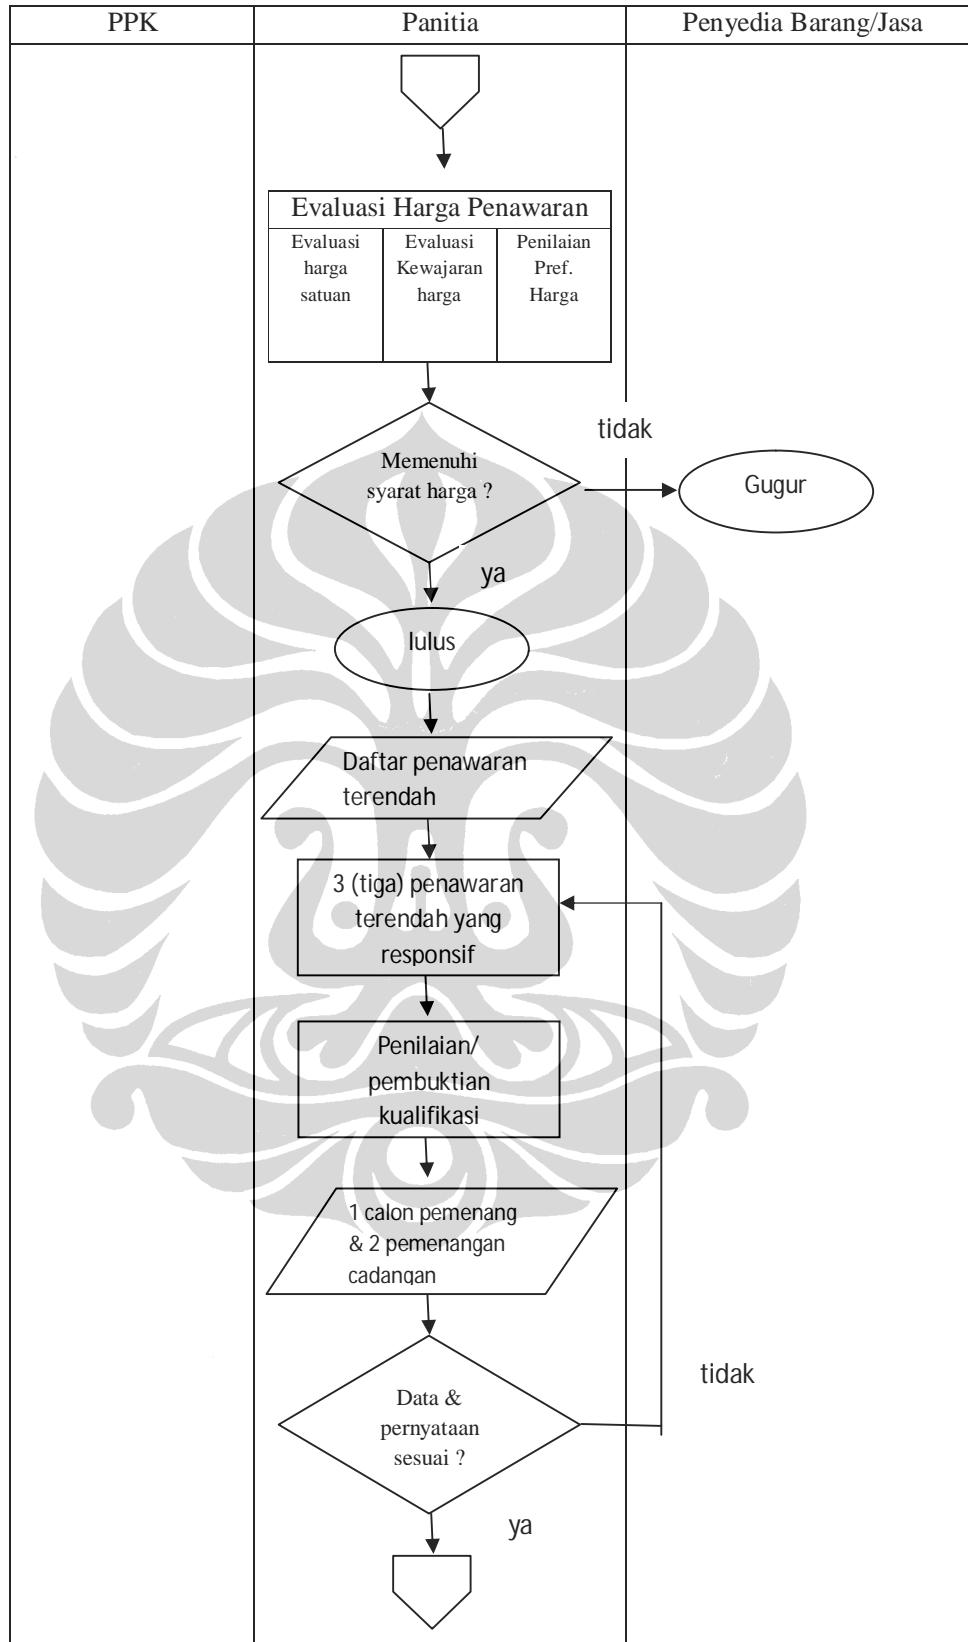 PPK
Panitia
Penyedia Barang/Jasa
Evaluasi Harga Penawaran
Evaluasi
harga
satuan
Evaluasi
Kewajaran
harga
Penilaian
Pref.
Harga
Memenuhi
syarat harga ?
tidak
Gugur
ya
lulus
Daftar penawaran
terendah
3 (tiga) penawaran
terendah yang
responsif
Penilaian/
pembuktian
kualifikasi
1 calon pemenang
& 2 pemenangan
cadangan
Data &
pernyataan
sesuai ?
tidak
ya